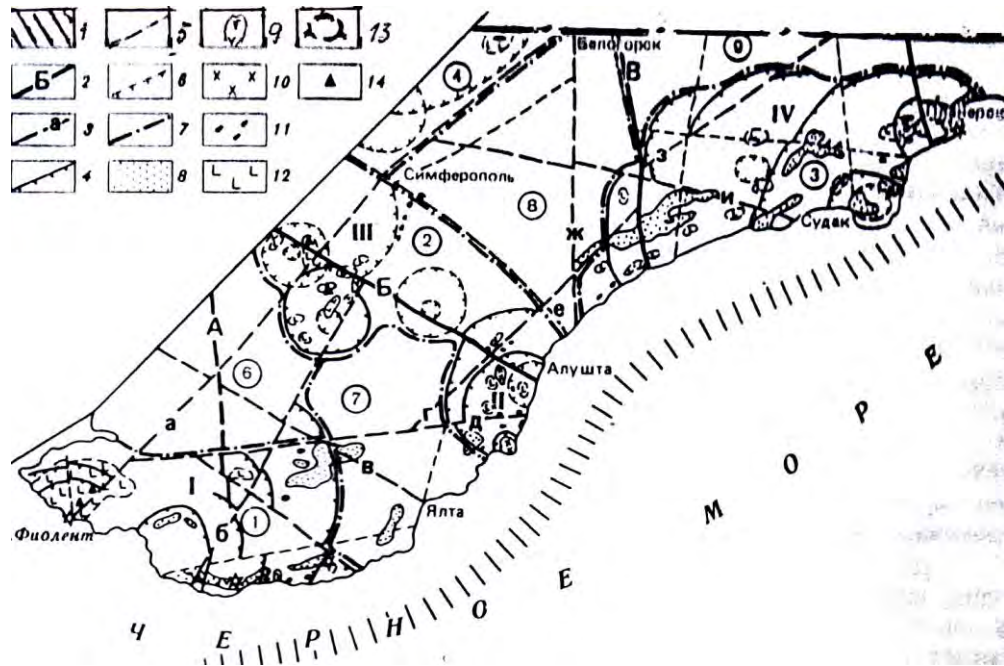 1 5 9 13
Б 2 6 10 14
а 3 7 11
4 8 12
Белогорск
4 В 9
IV
з
Симферополь
8 3
и
Судак
III 2 ж
Б
А е
Алушта
6 7 II
а г д
I в
Ялта
Фиолент б 1
Ч Е Р Н О Е М О Р Е